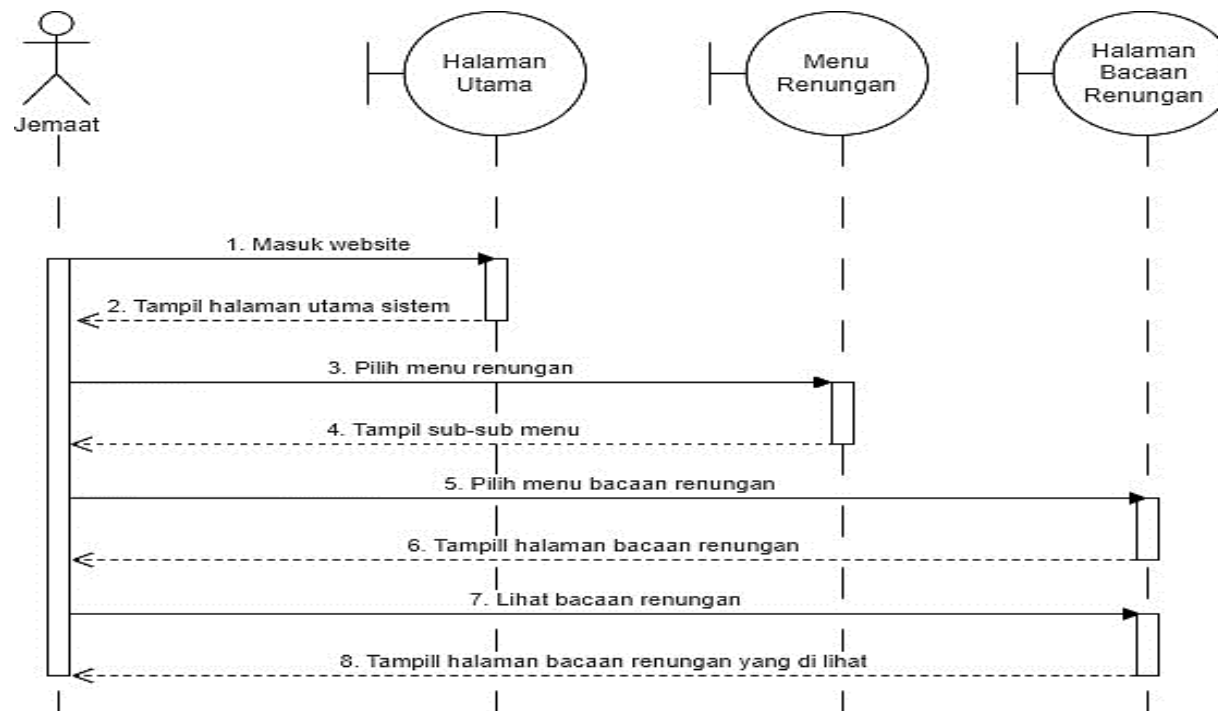 Jemaat
Halaman
Utama
Menu
Renungan
Halaman
Bacaan
Renungan
1. Masuk website
2. Tampil halaman utama sistem
3. Pilih menu renungan
4. Tampil sub-sub menu
5. Pilih menu bacaan renungan
6. Tampill halaman bacaan renungan
7. Lihat bacaan renungan
8. Tampill halaman bacaan renungan yang di lihat